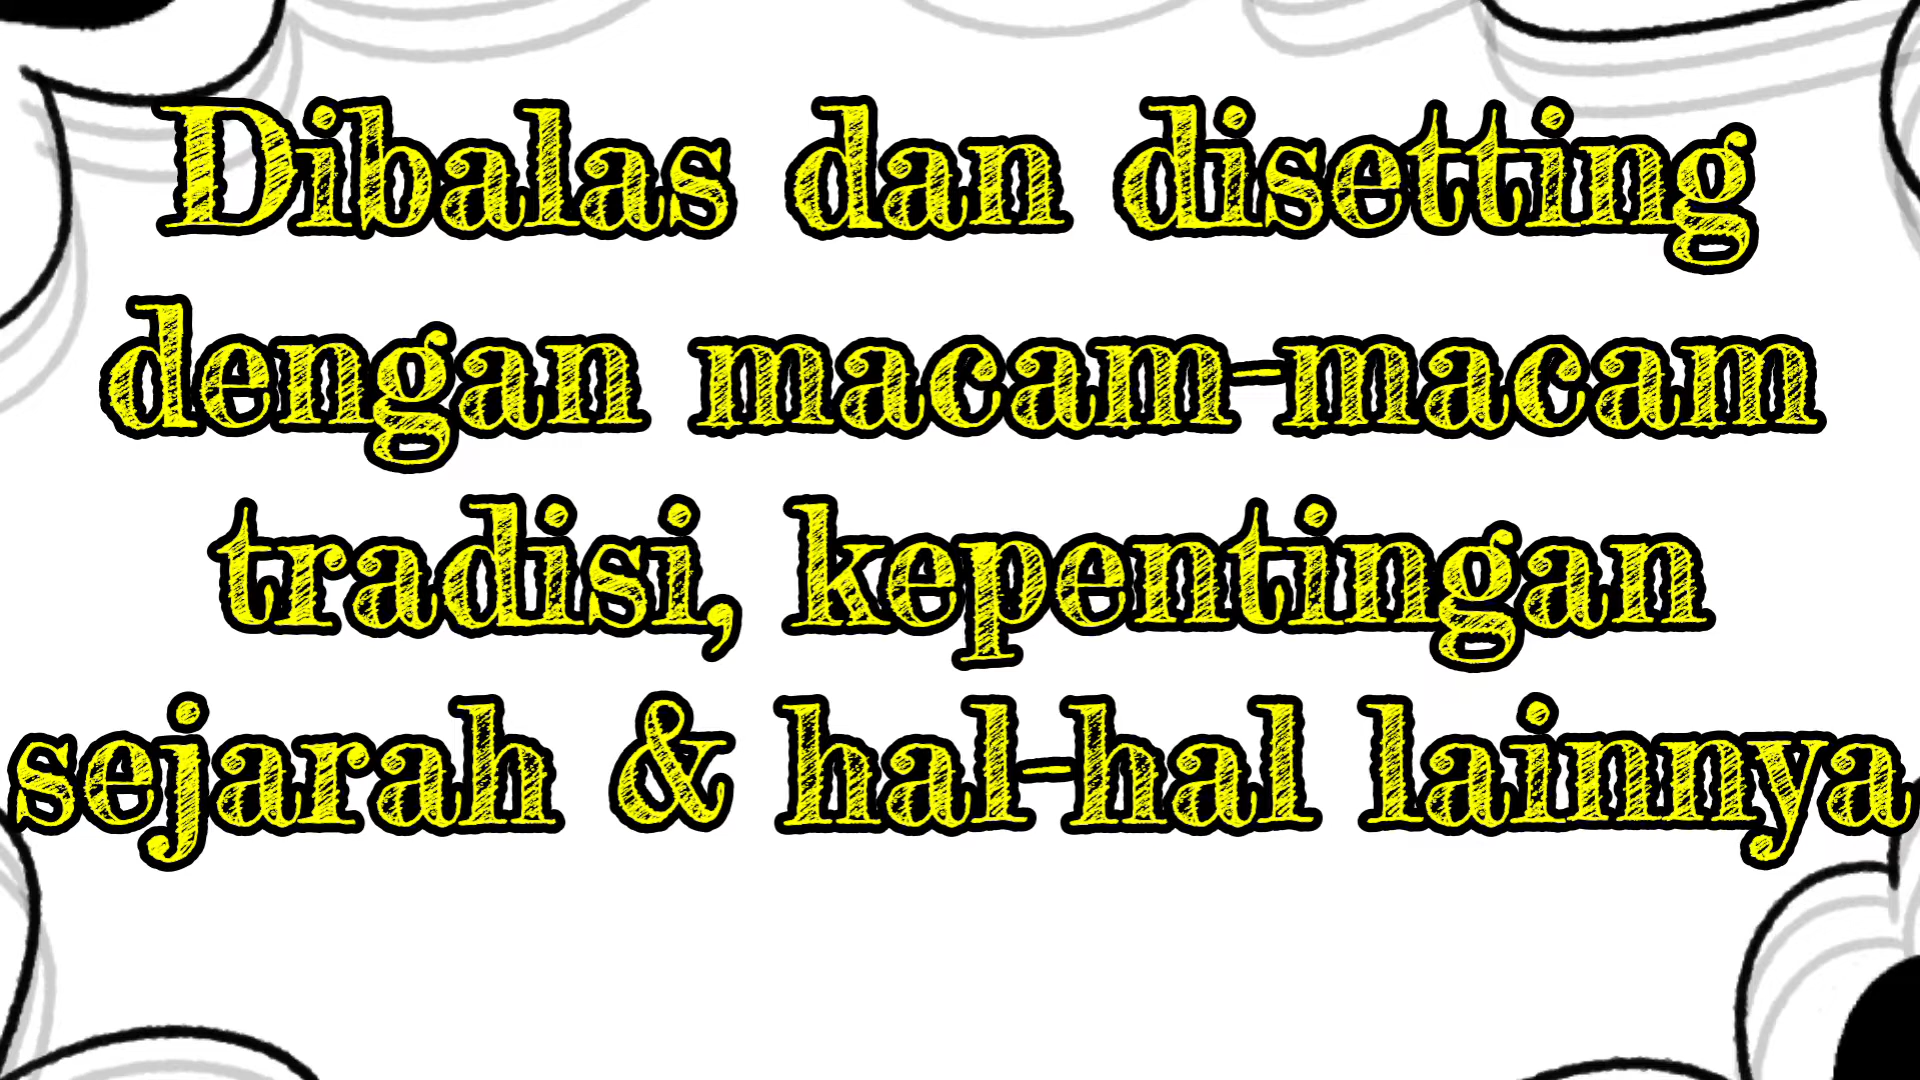 Dibalas dan disetting
dengan macam-macam
tradisi, kepentingan
sejarah & hal-hal lainnya